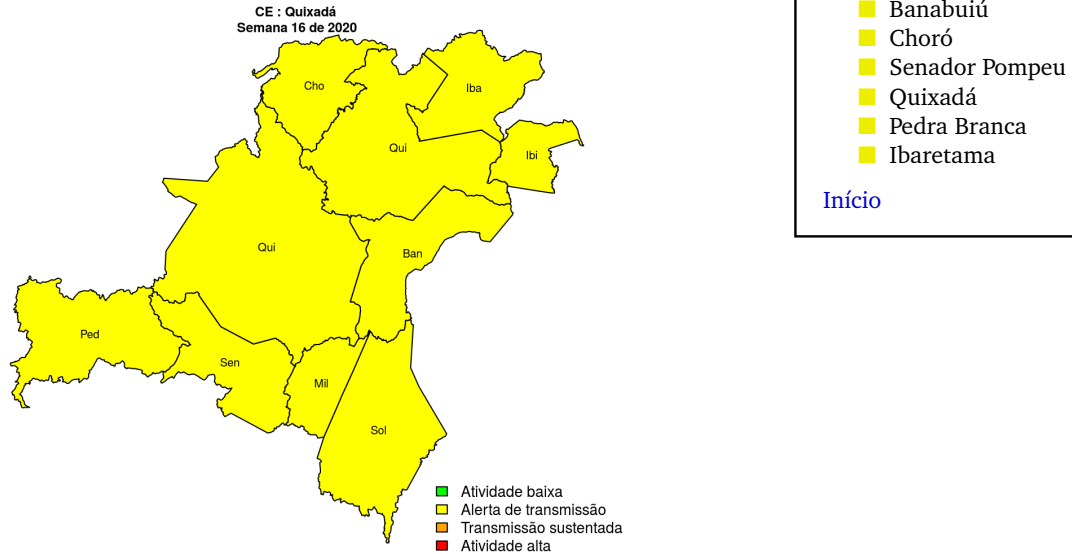 CE : Quixadá
Semana 16 de 2020
Cho
Iba
Qui
Ibi
Qui
Ban
Ped
Sen
Mil
Sol
Atividade baixa
Alerta de transmissão
Transmissão sustentada
Atividade alta
Banabuiú
Choró
Senador Pompeu
Quixadá
Pedra Branca
Ibaretama
Início